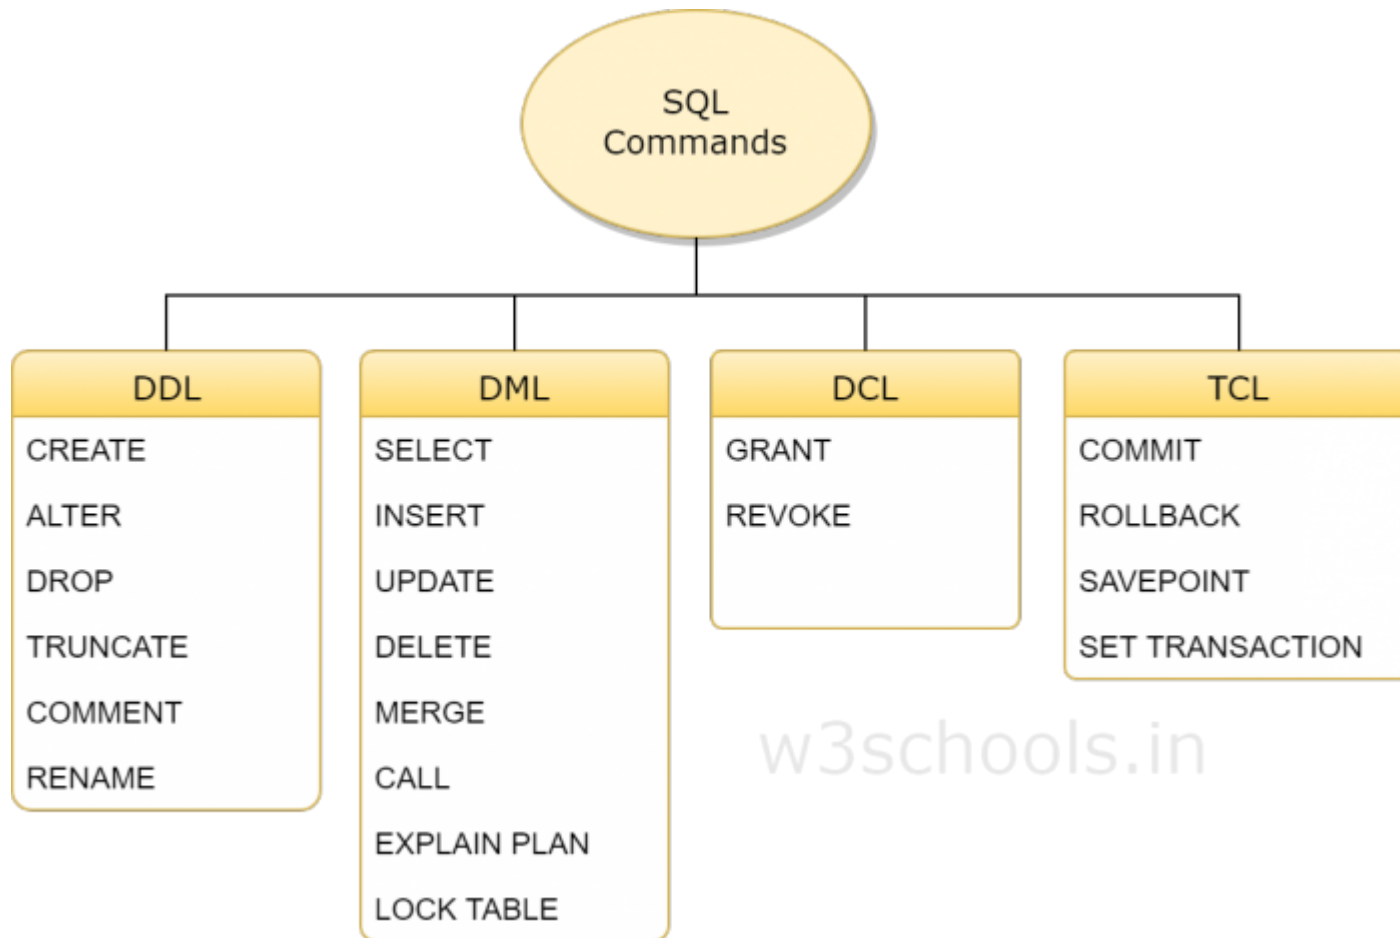 SQL
Commands
DDL
CREATE
ALTER
DROP
TRUNCATE
COMMENT
RENAME
DML
SELECT
INSERT
UPDATE
DELETE
MERGE
CALL
EXPLAIN PLAN
LOCK TABLE
DCL
GRANT
REVOKE
TCL
COMMIT
ROLLBACK
SAVEPOINT
SET TRANSACTION
w3schools.in